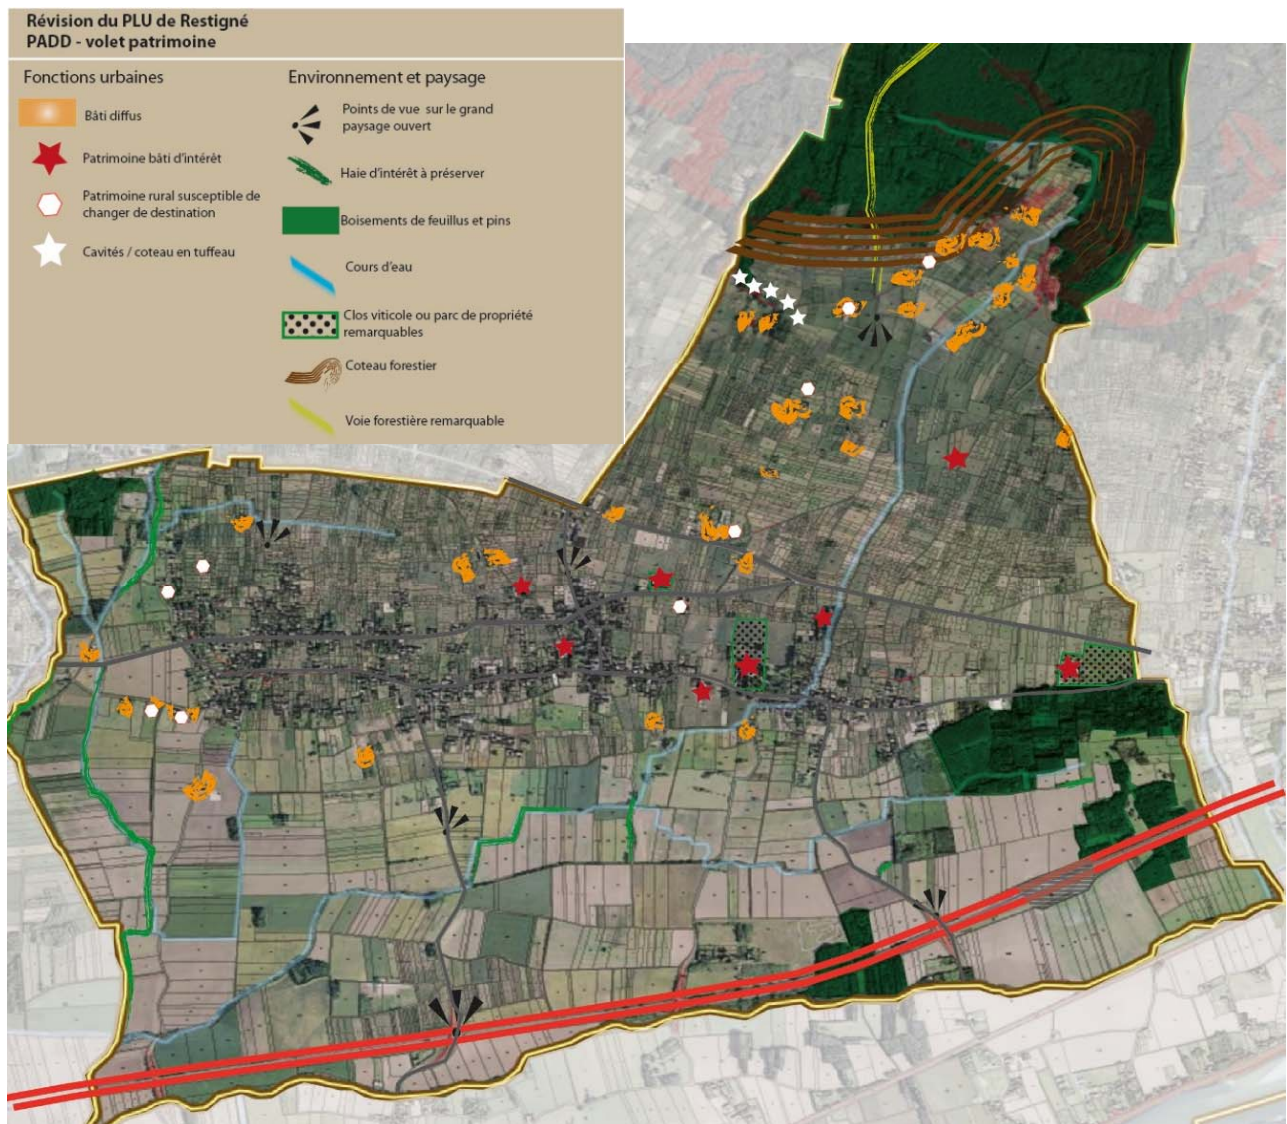 Révision du PLU de Restigné
PADD - volet patrimoine
Fonctions urbaines
Bâti diffus
Patrimoine bâti d'intérêt
Patrimoine rural susceptible de
changer de destination
Cavités / coteau en tuffeau
Environnement et paysage
Points de vue sur le grand
paysage ouvert
Haie d'intérêt à préserver
Boisements de feuillus et pins
Cours d'eau
Clos viticole ou parc de propriété
remarquables
Coteau forestier
Voie forestière remarquable